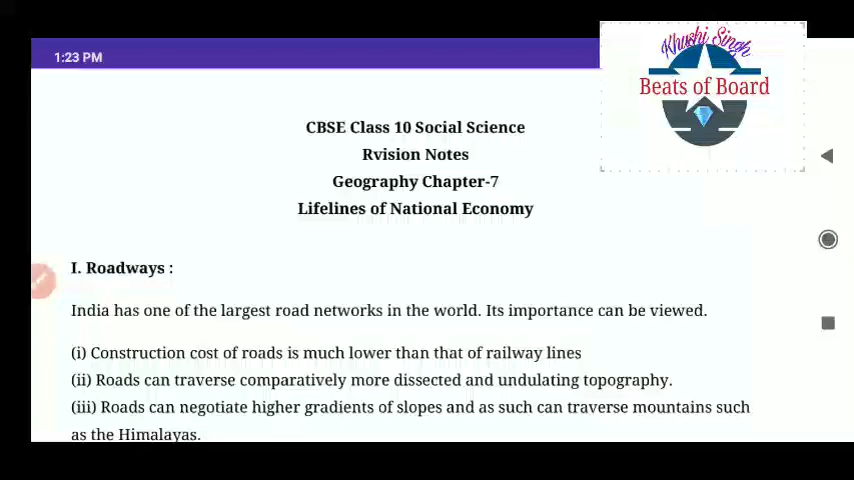 1:23 PM
Khushi Singh
Beats of Board
CBSE Class 10 Social Science
Rvision Notes
Geography Chapter-7
Lifelines of National Economy
I. Roadways :
India has one of the largest road networks in the world. Its importance can be viewed.
(i) Construction cost of roads is much lower than that of railway lines
(ii) Roads can traverse comparatively more dissected and undulating topography.
(iii) Roads can negotiate higher gradients of slopes and as such can traverse mountains such
as the Himalayas.